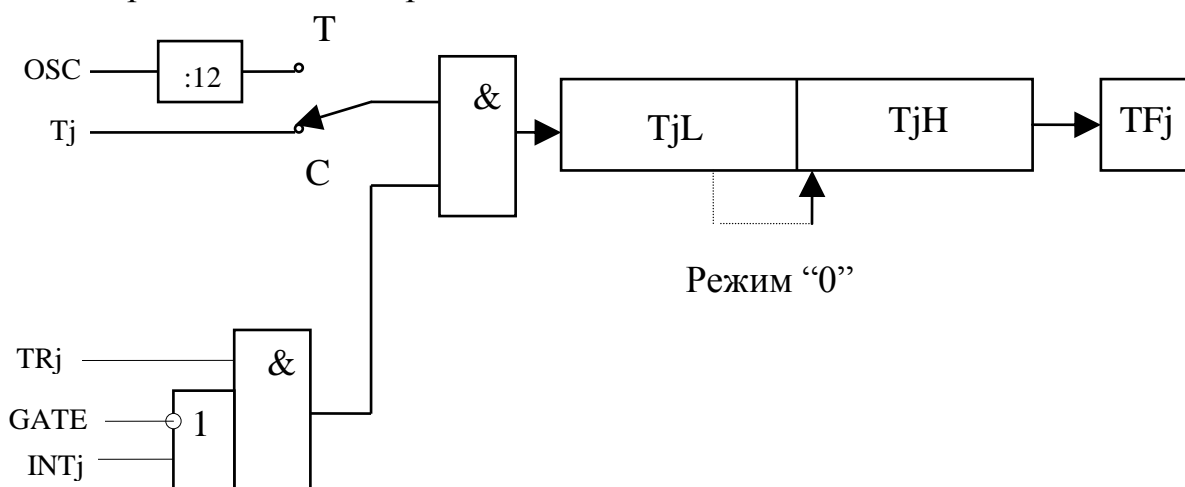 T
OSC
:12
Tj
C
&
TjL
TjH
TFj
Режим “0”
TRj
&
GATE
1
INTj